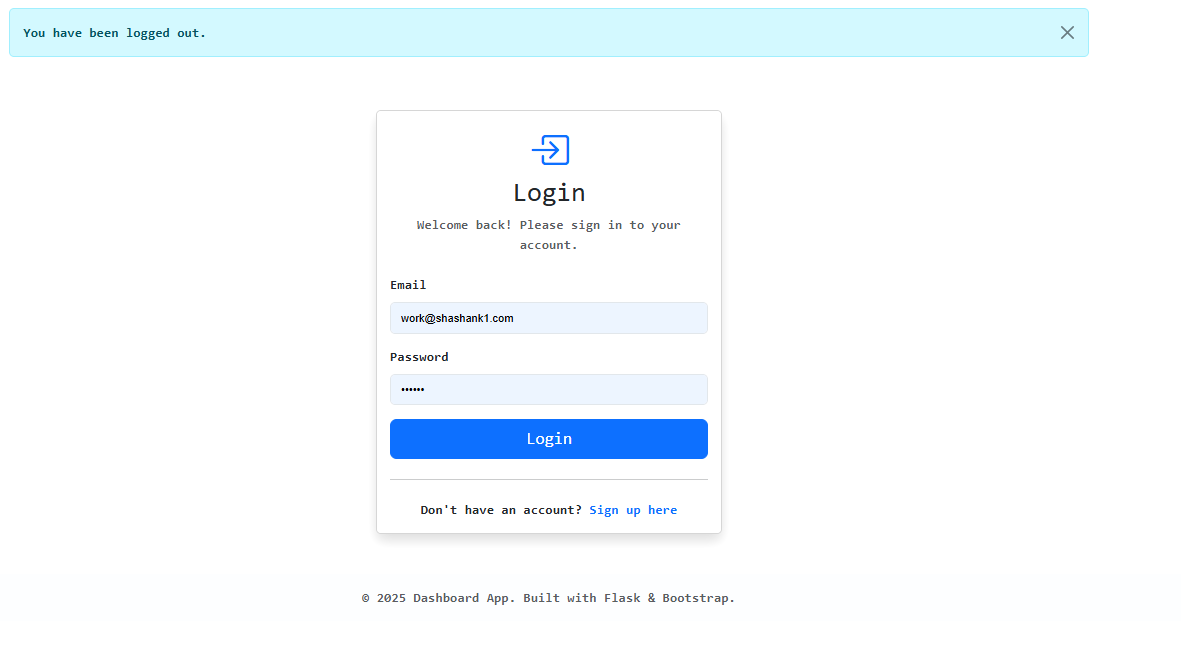 You have been logged out.
Login
Welcome back! Please sign in to your
account.
Email
work@shashank1.com
Password
••••••
Login
Don't have an account? Sign up here
© 2025 Dashboard App. Built with Flask & Bootstrap.